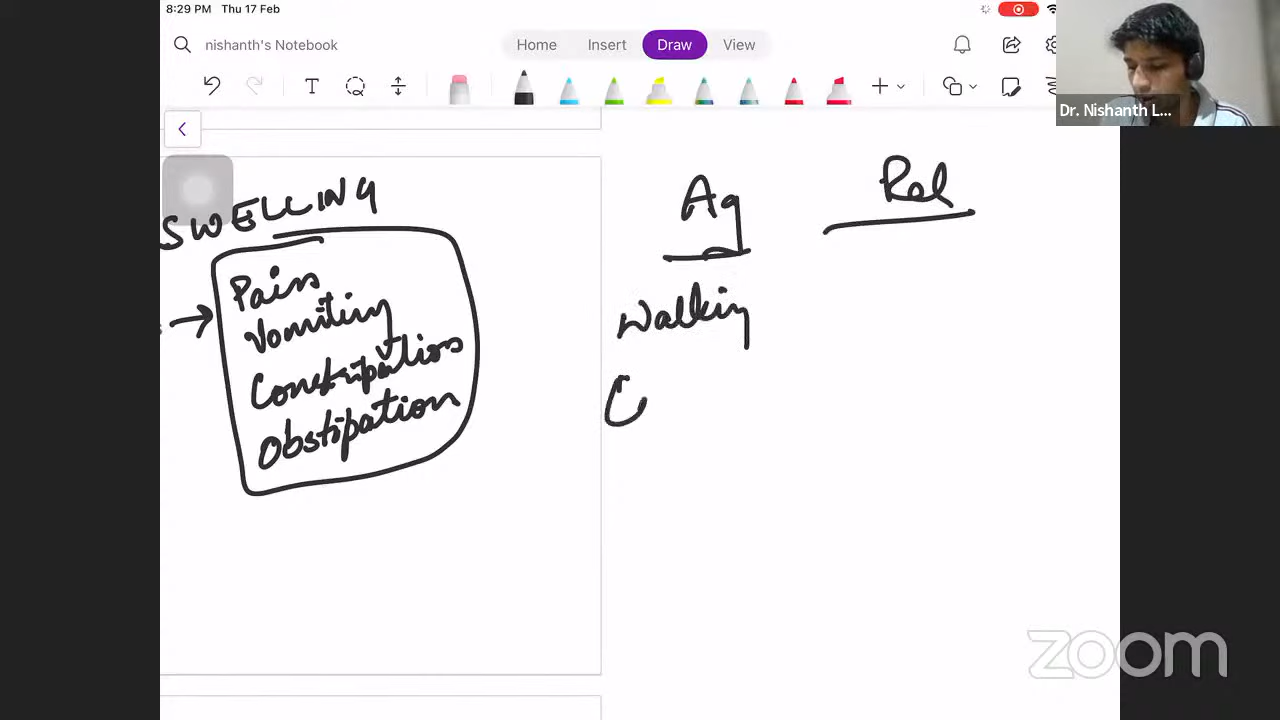 8:29 PM Thu 17 Feb
nishanth's Notebook
Home Insert Draw View
Dr. Nishanth L...
SWELLING
Pain
Vomiting
Constipation
Obstipation
Ag Rel
Walking
C
zoom